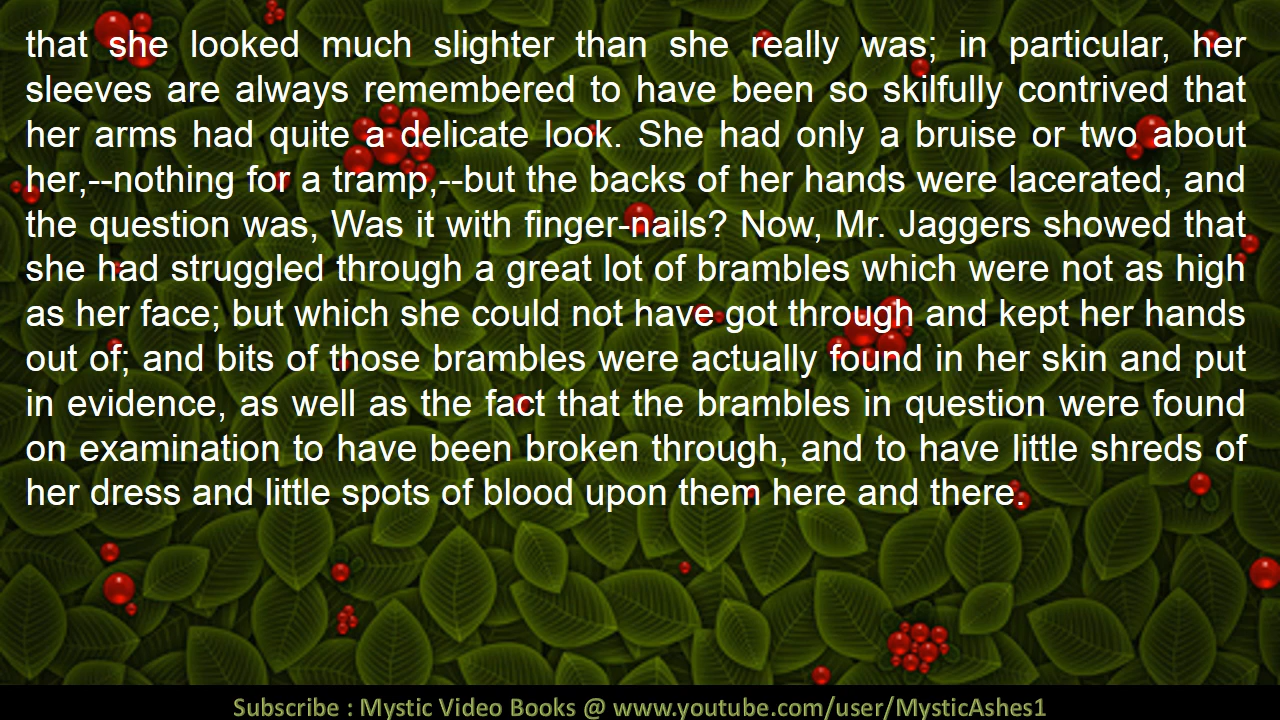 that she looked much slighter than she really was; in particular, her
sleeves are always remembered to have been so skilfully contrived that
her arms had quite a delicate look. She had only a bruise or two about
her,--nothing for a tramp,--but the backs of her hands were lacerated, and
the question was, Was it with finger-nails? Now, Mr. Jaggers showed that
she had struggled through a great lot of brambles which were not as high
as her face; but which she could not have got through and kept her hands
out of; and bits of those brambles were actually found in her skin and put
in evidence, as well as the fact that the brambles in question were found
on examination to have been broken through, and to have little shreds of
her dress and little spots of blood upon them here and there.
Subscribe : Mystic Video Books @ www.youtube.com/user/MysticAshes1